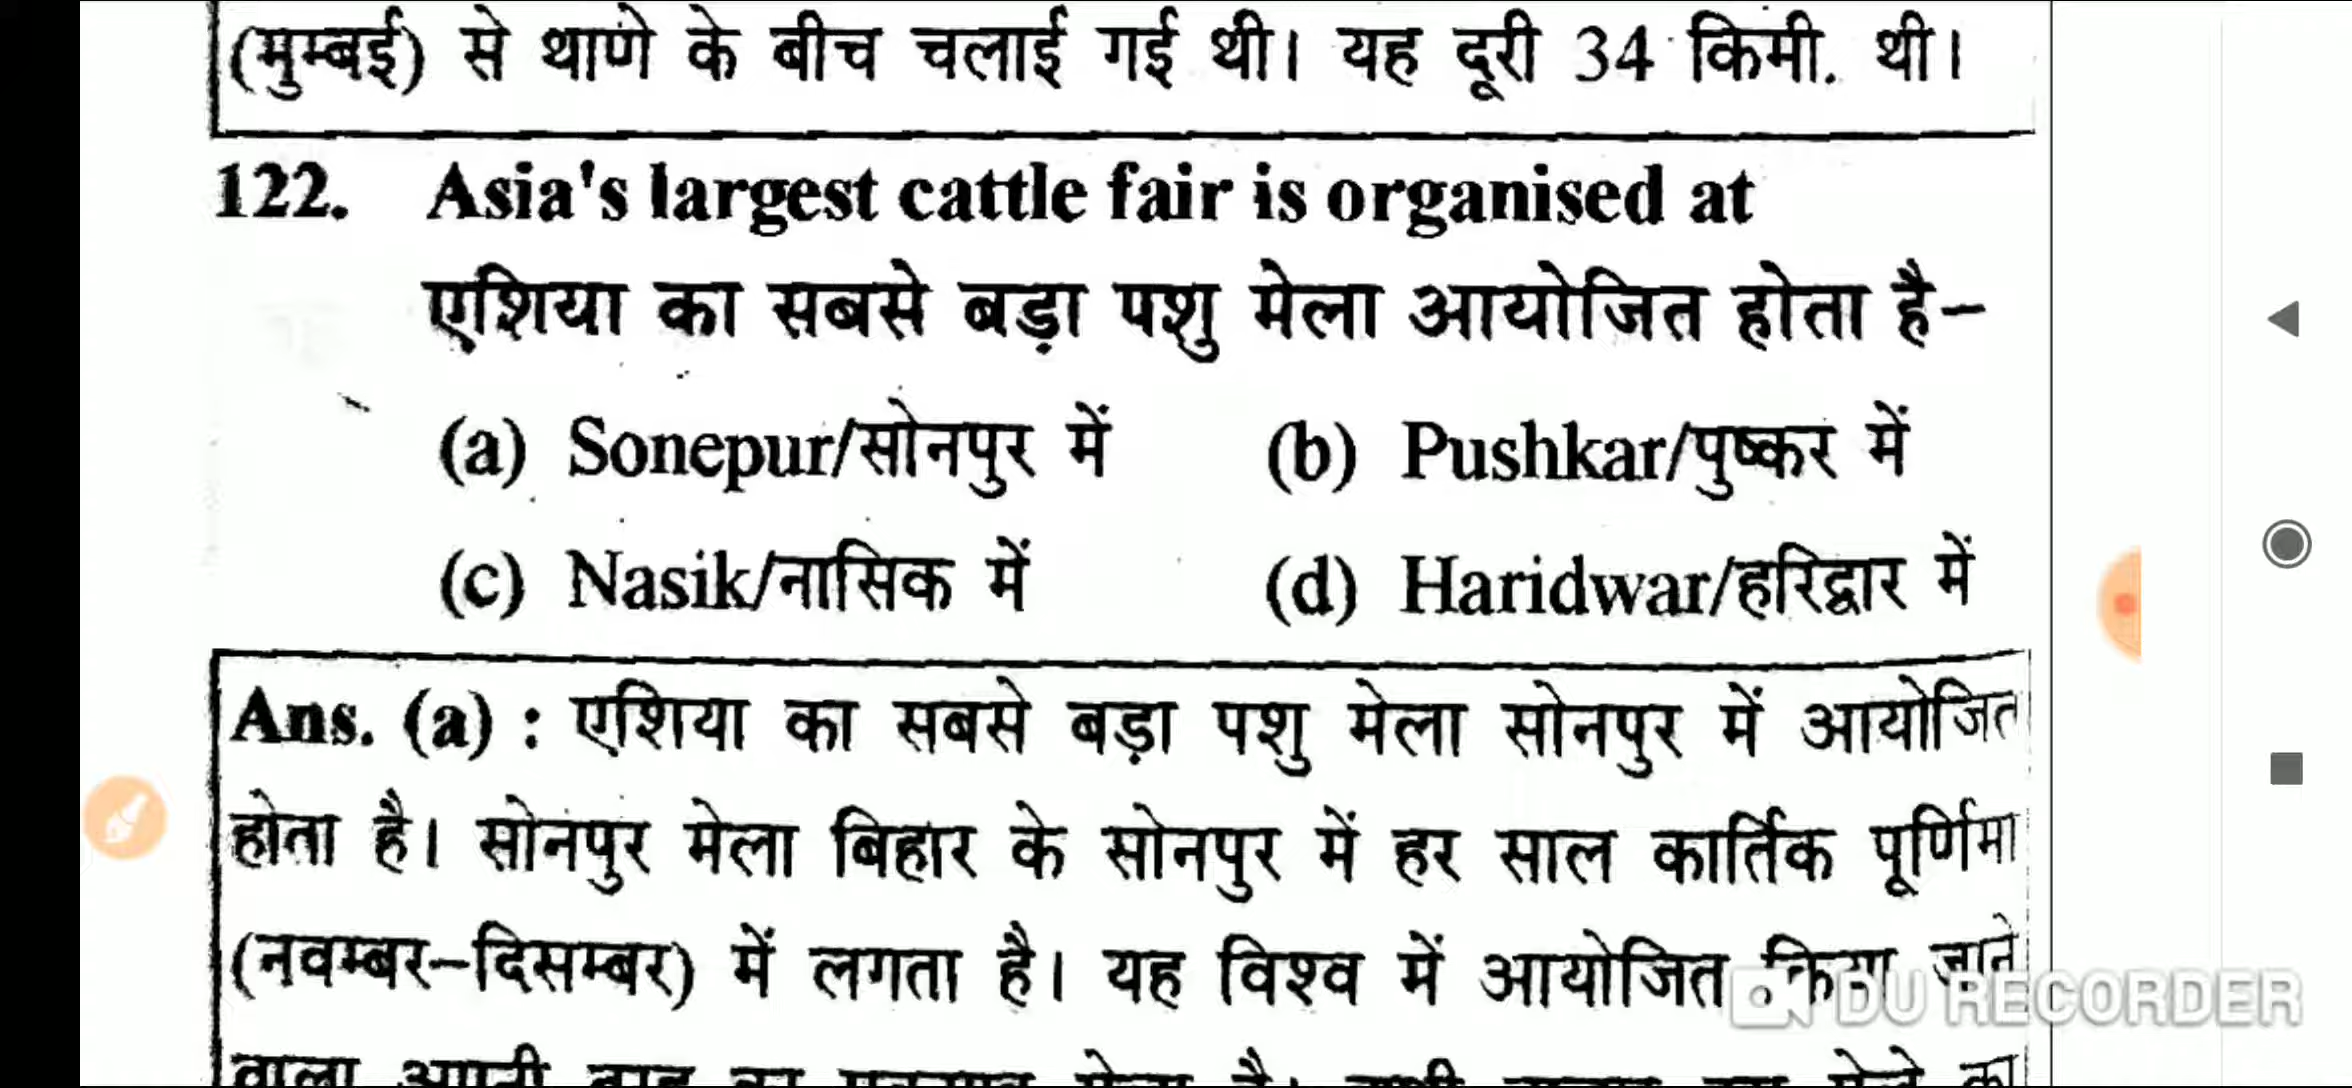 (मुम्बई) से थाणे के बीच चलाई गई थी। यह दूरी 34 किमी. थी।
122. Asia's largest cattle fair is organised at
एशिया का सबसे बड़ा पशु मेला आयोजित होता है–
(a) Sonepur/सोनपुर में (b) Pushkar/पुष्कर में
(c) Nasik/नासिक में (d) Haridwar/हरिद्वार में
Ans. (a) : एशिया का सबसे बड़ा पशु मेला सोनपुर में आयोजित
होता है। सोनपुर मेला बिहार के सोनपुर में हर साल कार्तिक पूर्णिमा
(नवम्बर–दिसम्बर) में लगता है। यह विश्व में आयोजित किया जाने
वाला अपनी तरह का मेला है।
DU RECORDER